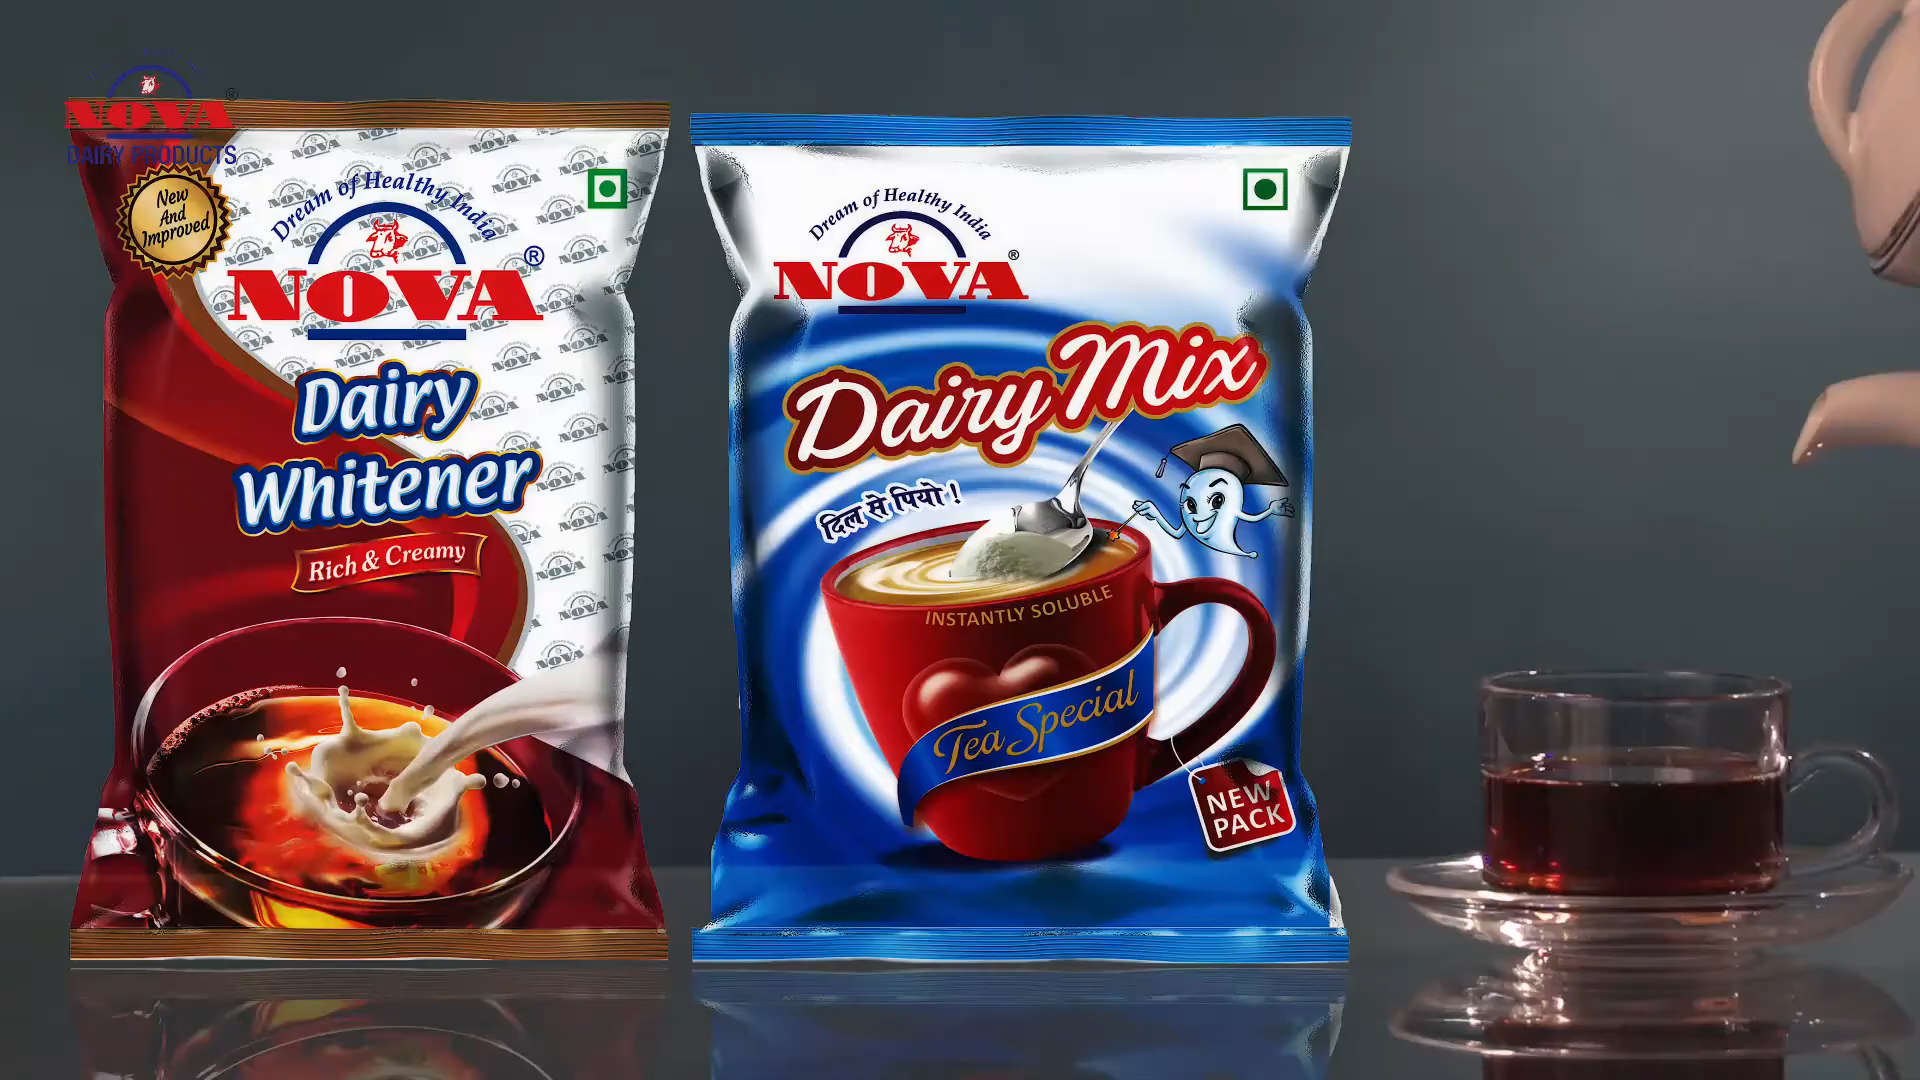 NOVA®
DAIRY PRODUCTS
New
And
Improved
Dream of Healthy India
NOVA®
Dairy
Whitener
Rich & Creamy
Dream of Healthy India
NOVA®
Dairy Mix
दिल से पियो !
INSTANTLY SOLUBLE
Tea Special
NEW
PACK